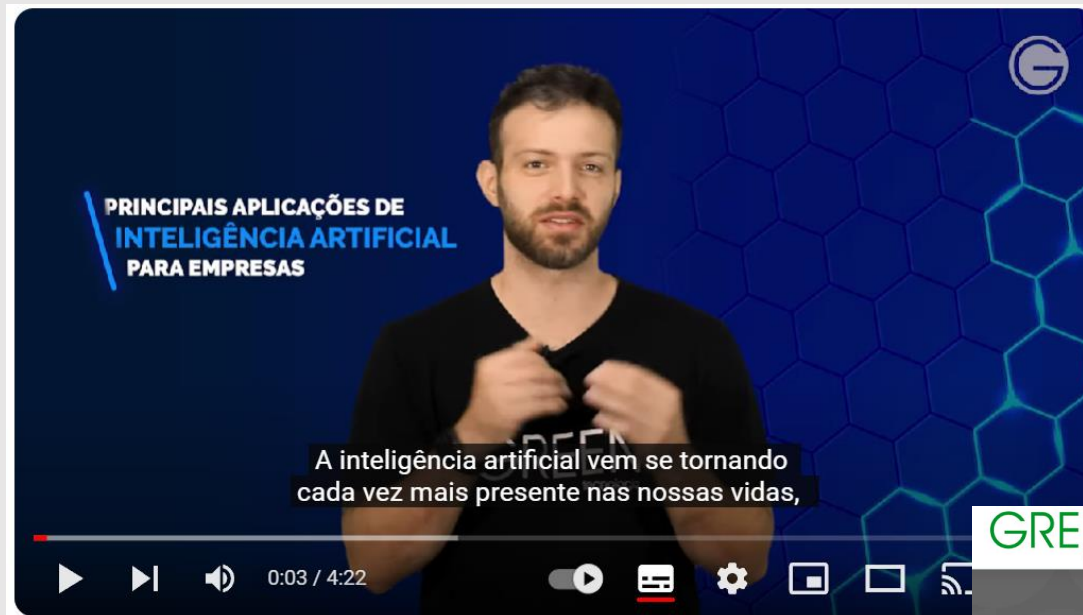 PRINCIPAIS APLICAÇÕES DE
INTELIGÊNCIA ARTIFICIAL
PARA EMPRESAS
GREEN
A inteligência artificial vem se tornando
cada vez mais presente nas nossas vidas,
0:03 / 4:22
GRE